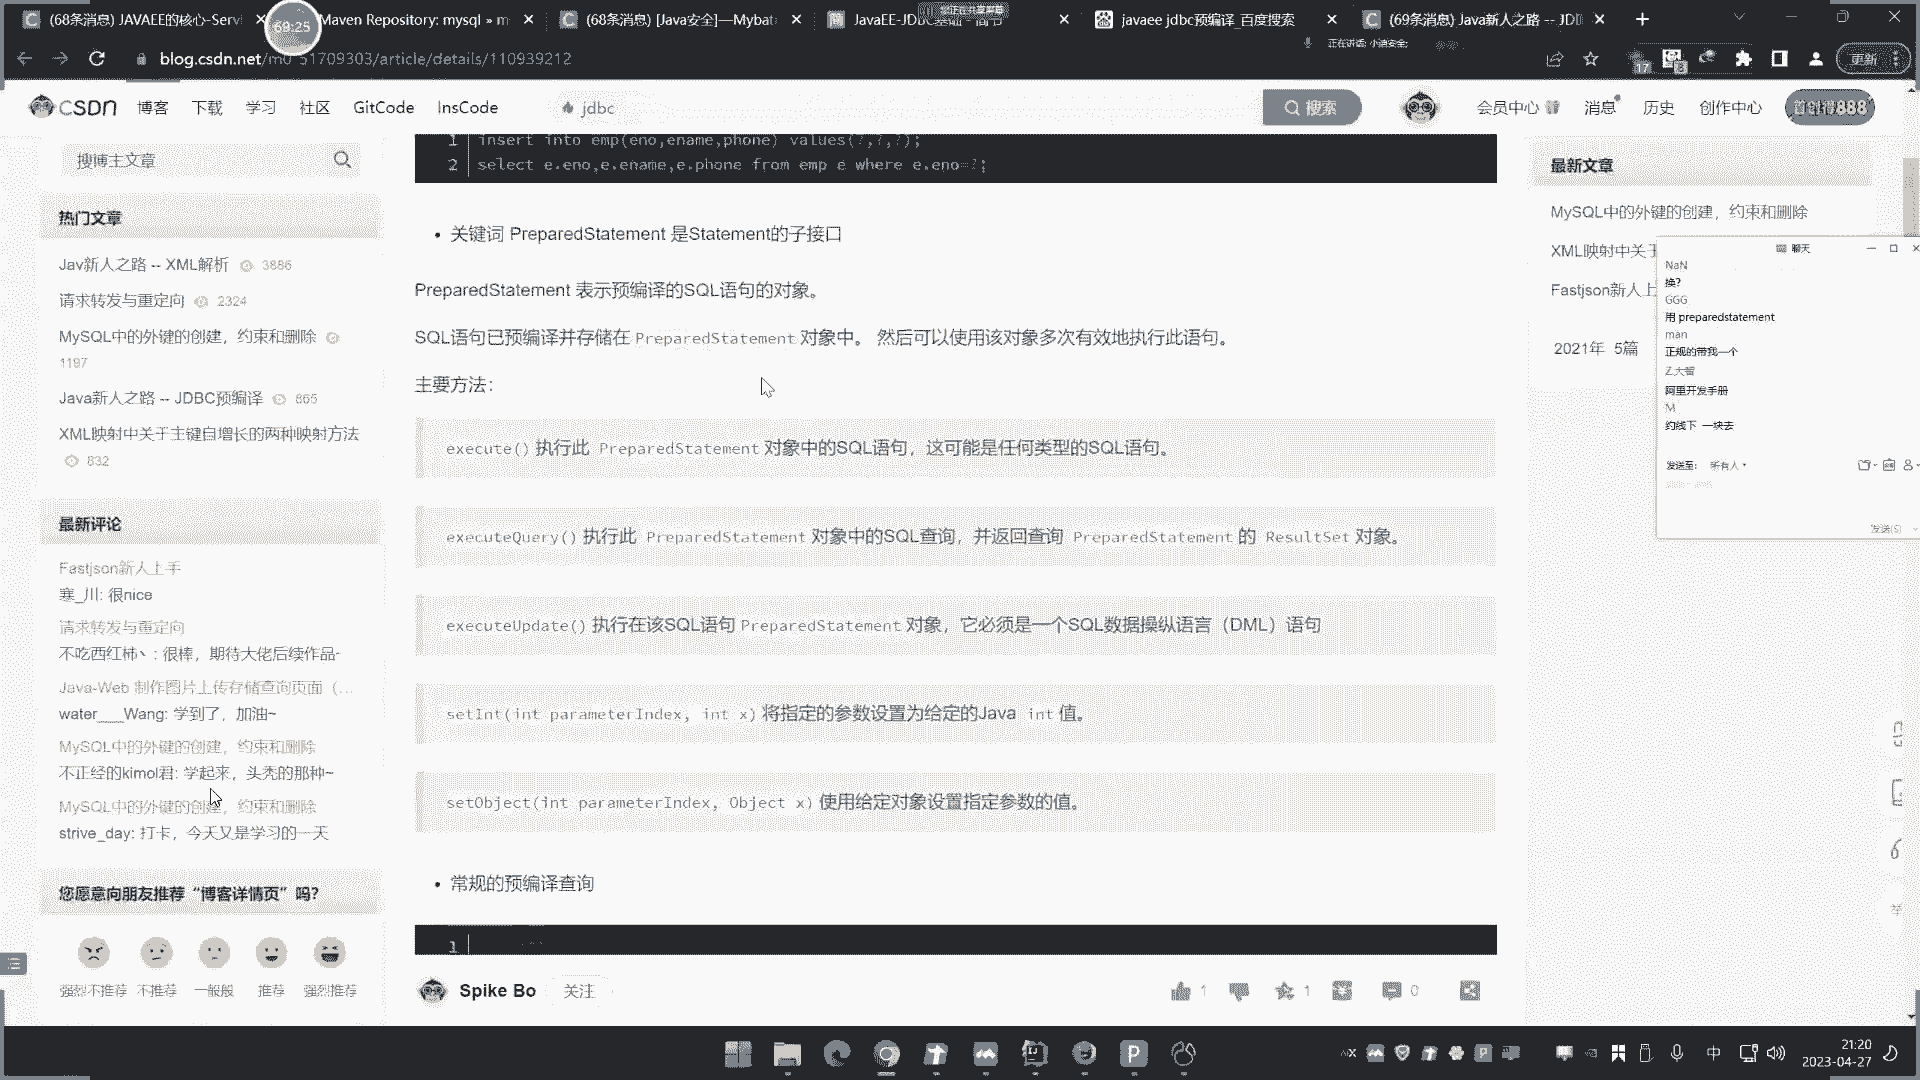 (68条消息) JAVAEE的核心-Serv
Maven Repository: mysql » m
(68条消息) [Java安全]—Mybat
JavaEE-JDBC基础 - 简书
javaee jdbc预编译_百度搜索
(69条消息) Java新人之路 -- JD
69:25
您正在共享屏幕
正在讲话: 小迪安全;
blog.csdn.net/m0_51709303/article/details/110939212
更新
CSDN
博客
下载
学习
社区
GitCode
InsCode
jdbc
搜索
会员中心
消息
历史
创作中心
搜博主文章
热门文章
Jav新人之路 -- XML解析 3886
请求转发与重定向 2324
MySQL中的外键的创建，约束和删除
1197
Java新人之路 -- JDBC预编译 865
XML映射中关于主键自增长的两种映射方法
832
最新评论
Fastjson新人上手
寒_川: 很nice
请求转发与重定向
不吃西红柿丶: 很棒，期待大佬后续作品~
Java-Web 制作图片上传存储查询页面（...
water___Wang: 学到了，加油~
MySQL中的外键的创建，约束和删除
不正经的kimol君: 学起来，头秃的那种~
MySQL中的外键的创建，约束和删除
strive_day: 打卡，今天又是学习的一天
您愿意向朋友推荐“博客详情页”吗？
强烈不推荐 不推荐 一般般 推荐 强烈推荐
1 insert into emp(eno,ename,phone) values(?,?,?);
2 select e.eno,e.ename,e.phone from emp e where e.eno=?;
• 关键词 PreparedStatement 是Statement的子接口
PreparedStatement 表示预编译的SQL语句的对象。
SQL语句已预编译并存储在 PreparedStatement 对象中。 然后可以使用该对象多次有效地执行此语句。
主要方法：
execute() 执行此 PreparedStatement 对象中的SQL语句，这可能是任何类型的SQL语句。
executeQuery() 执行此 PreparedStatement 对象中的SQL查询，并返回查询 PreparedStatement 的 ResultSet 对象。
executeUpdate() 执行在该SQL语句 PreparedStatement 对象，它必须是一个SQL数据操纵语言（DML）语句
setInt(int parameterIndex, int x) 将指定的参数设置为给定的Java int 值。
setObject(int parameterIndex, Object x) 使用给定对象设置指定参数的值。
• 常规的预编译查询
1
Spike Bo
关注
1
1
0
最新文章
MySQL中的外键的创建，约束和删除
XML映射中关于
Fastjson新人上
2021年 5篇
聊天
NaN
换?
GGG
用 preparedstatement
man
正规的带我一个
乙大智
阿里开发手册
M
约线下 一块去
发送至: 所有人
发送(S)
举
17
中
21:20
2023-04-27